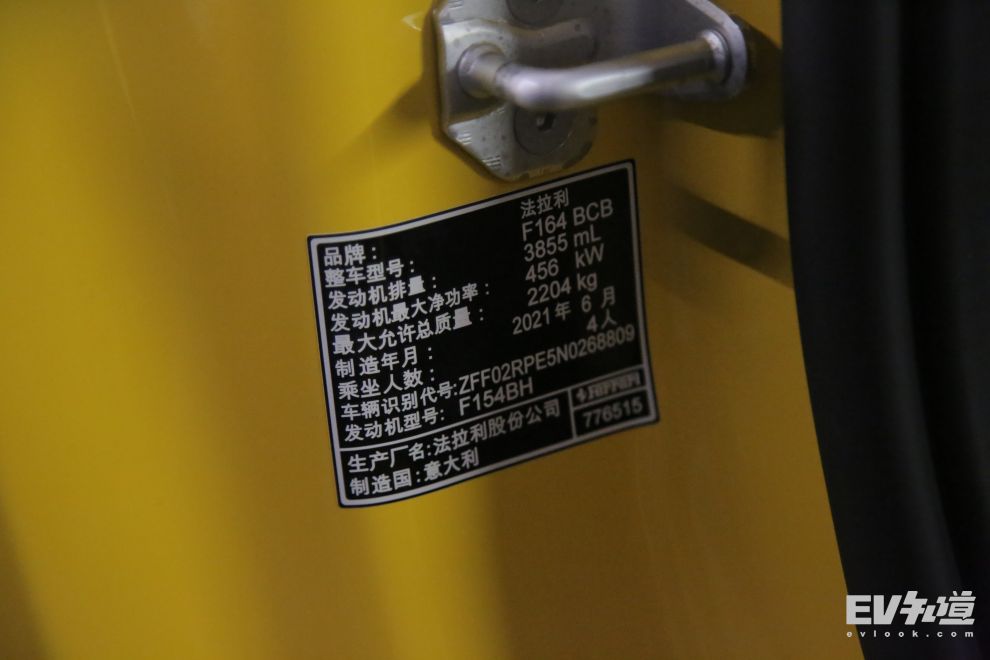 品牌： 法拉利
整车型号： F164 BCB
发动机排量： 3855 mL
发动机最大净功率： 456 kW
最大允许总质量： 2204 kg
制造年月： 2021年 6 月
乘坐人数： 4人
车辆识别代号:ZFF02RPE5N0268809
发动机型号: F154BH
生产厂名:法拉利股份公司
制造国:意大利
Ferrari
776515
EV知道
evlook.com